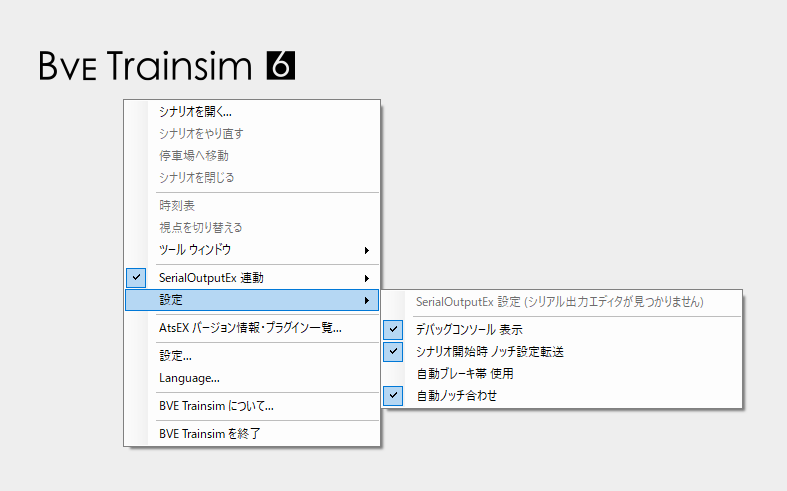 BVE Trainsim 6
シナリオを開く...
シナリオをやり直す
停車場へ移動
シナリオを閉じる
時刻表
視点を切り替える
ツール ウィンドウ
SerialOutputEx 連動
設定
SerialOutputEx 設定 (シリアル出力エディタが見つかりません)
AtsEX バージョン情報・プラグイン一覧...
デバッグコンソール 表示
シナリオ開始時 ノッチ設定転送
設定...
自動ブレーキ帯 使用
Language...
自動ノッチ合わせ
BVE Trainsim について...
BVE Trainsim を終了